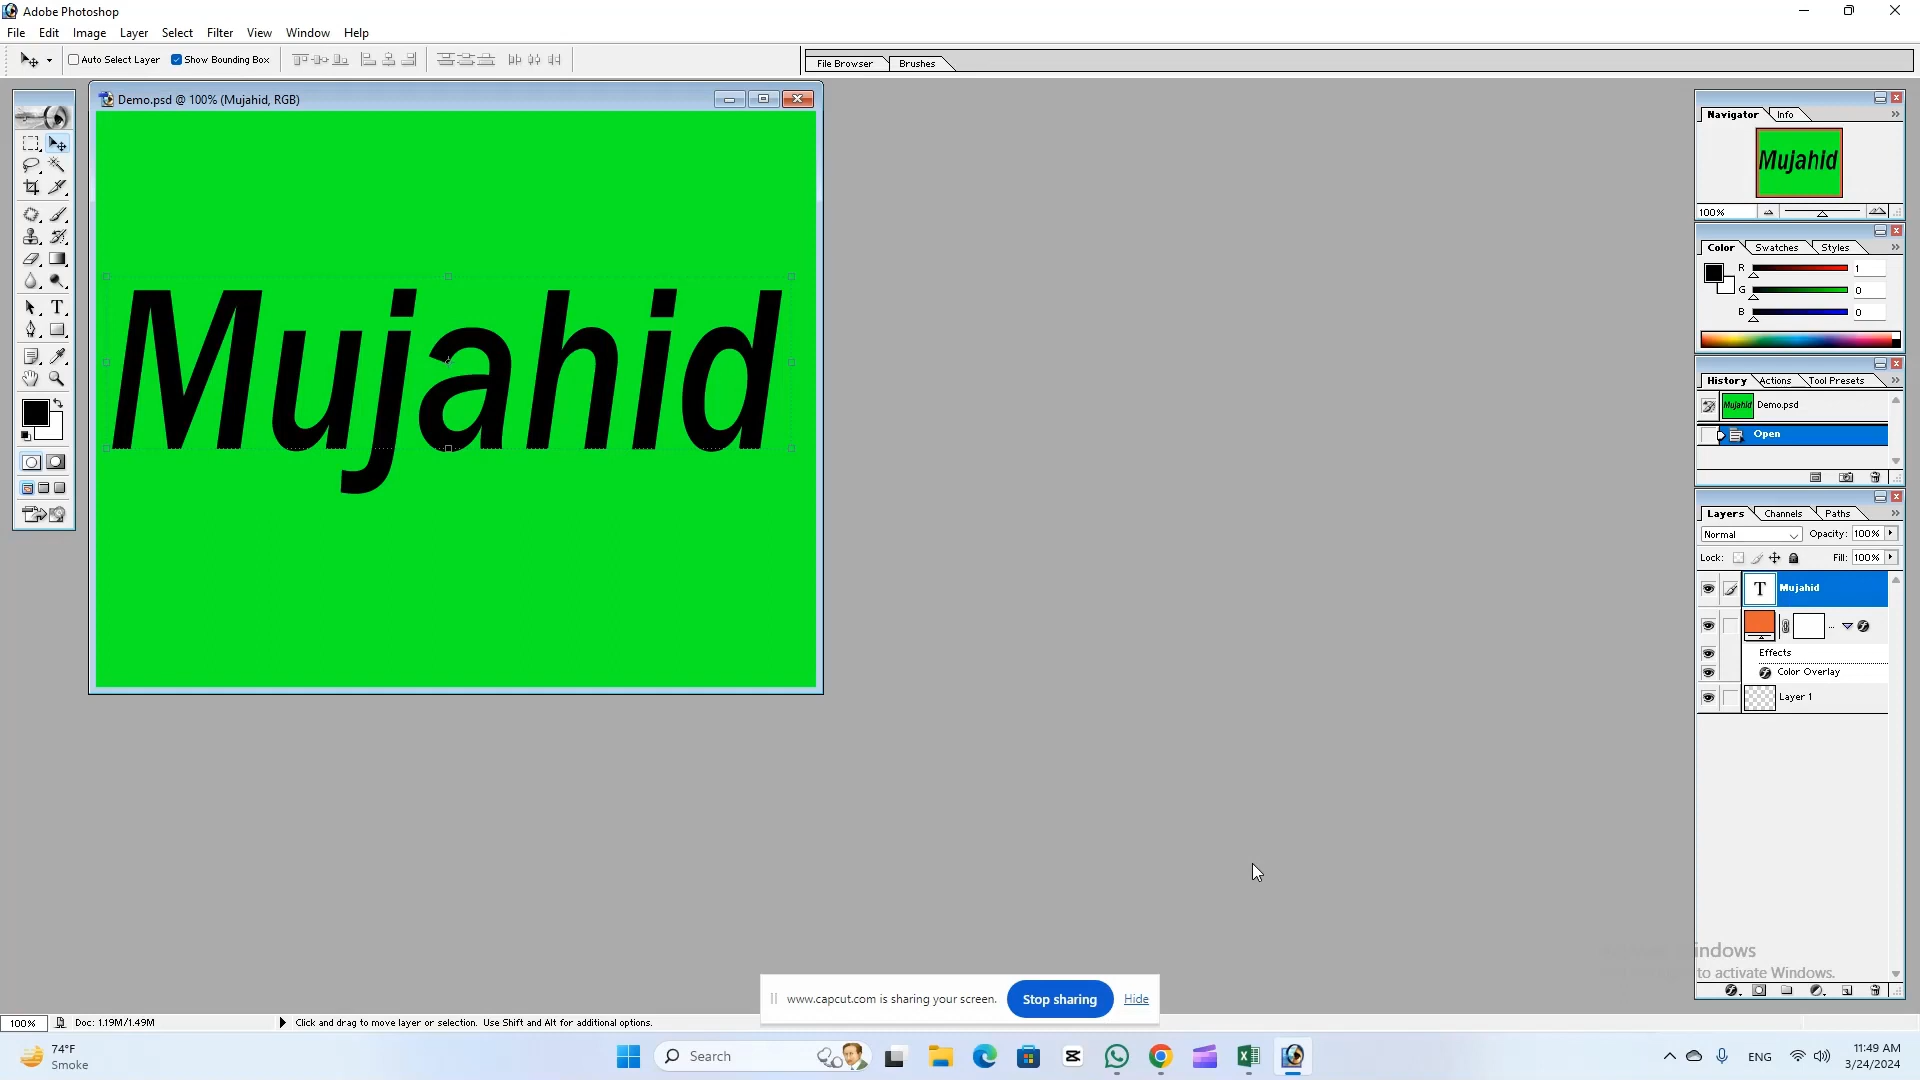 Adobe Photoshop
File Edit Image Layer Select Filter View Window Help
Auto Select Layer Show Bounding Box File Browser Brushes
Demo.psd @ 100% (Mujahid, RGB)
Mujahid
Navigator Info
Mujahid
100%
Color Swatches Styles
R 1
G 0
B 0
History Actions Tool Presets
Mujahid Demo.psd
Open
Layers Channels Paths
Normal Opacity: 100%
Lock: Fill: 100%
T Mujahid
...
Effects
Color Overlay
Layer 1
indows
to activate Windows.
www.capcut.com is sharing your screen. Stop sharing Hide
100% Doc: 1.19M/1.49M Click and drag to move layer or selection. Use Shift and Alt for additional options.
74°F
Smoke
Search
ENG
11:49 AM
3/24/2024